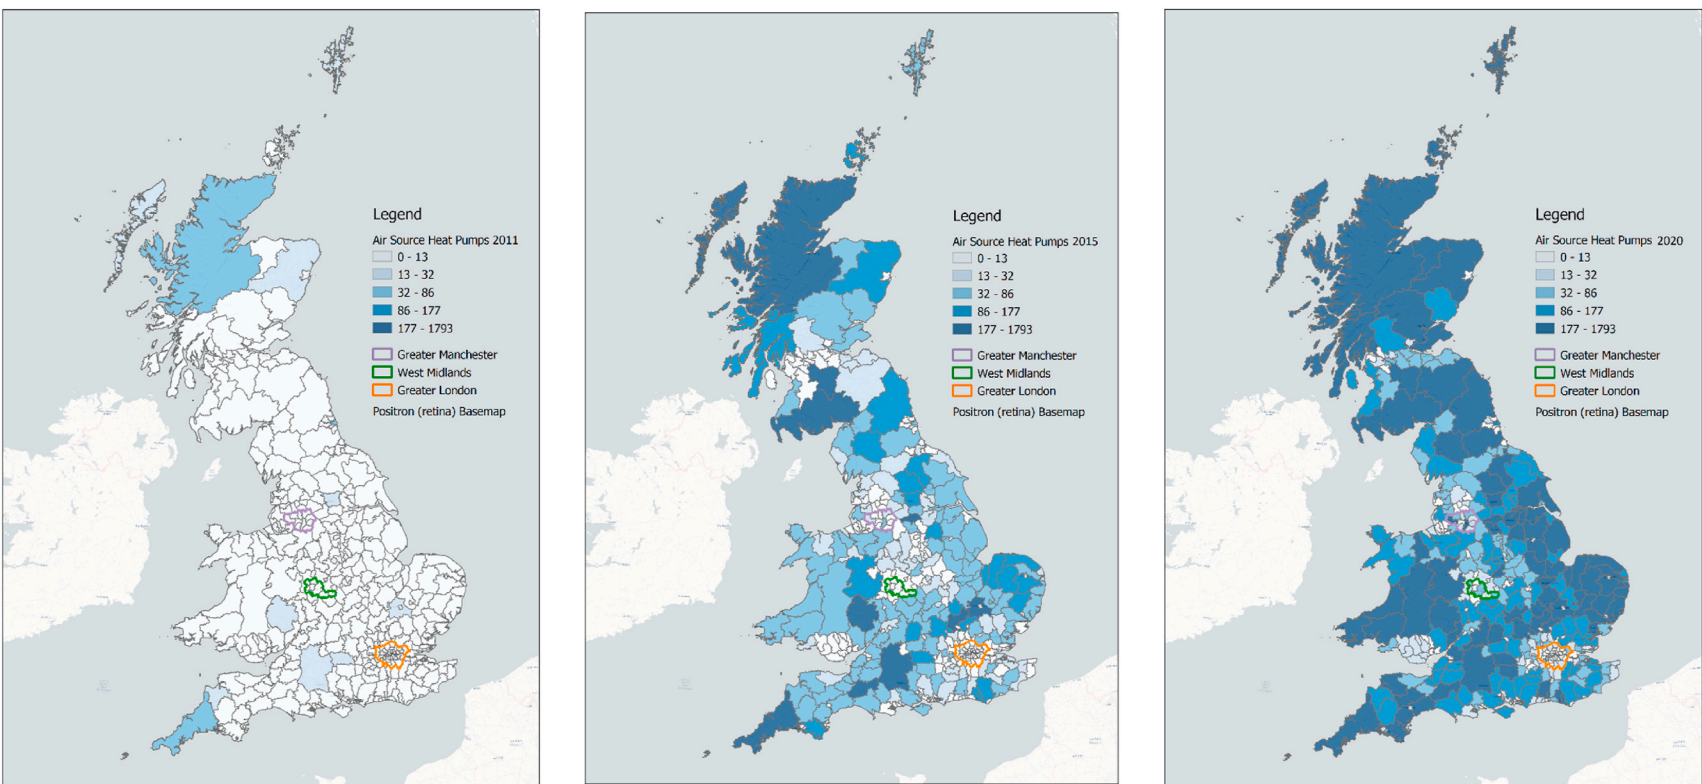 Legend
Air Source Heat Pumps 2011
0 - 13
13 - 32
32 - 86
86 - 177
177 - 1793
Greater Manchester
West Midlands
Greater London
Positron (retina) Basemap
Legend
Air Source Heat Pumps 2015
0 - 13
13 - 32
32 - 86
86 - 177
177 - 1793
Greater Manchester
West Midlands
Greater London
Positron (retina) Basemap
Legend
Air Source Heat Pumps 2020
0 - 13
13 - 32
32 - 86
86 - 177
177 - 1793
Greater Manchester
West Midlands
Greater London
Positron (retina) Basemap